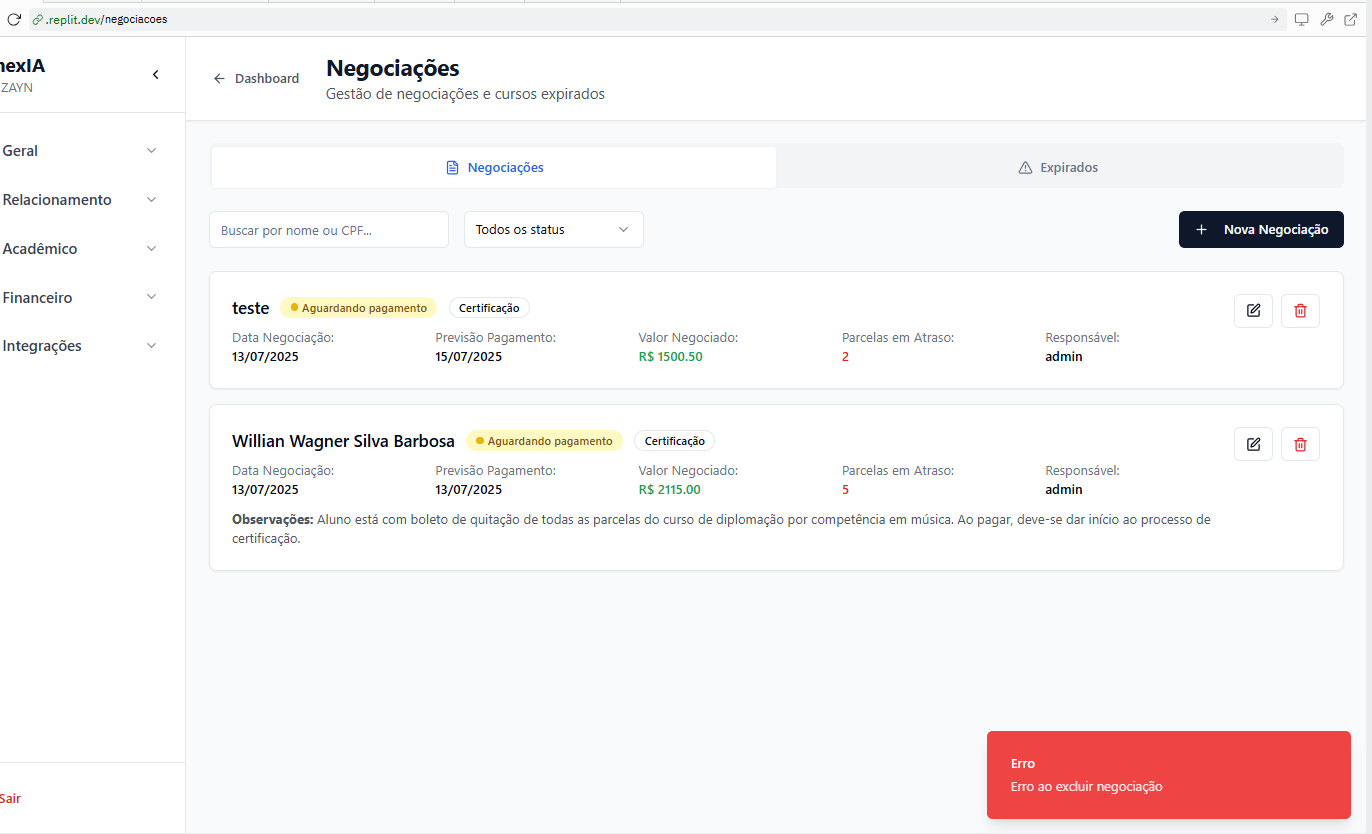 .replit.dev/negociacoes
nexIA
ZAYN
Dashboard
Negociações
Gestão de negociações e cursos expirados
Geral
Relacionamento
Acadêmico
Financeiro
Integrações
Sair
Negociações
Expirados
Buscar por nome ou CPF...
Todos os status
Nova Negociação
teste Aguardando pagamento Certificação
Data Negociação: Previsão Pagamento: Valor Negociado: Parcelas em Atraso: Responsável:
13/07/2025 15/07/2025 R$ 1500.50 2 admin
Willian Wagner Silva Barbosa Aguardando pagamento Certificação
Data Negociação: Previsão Pagamento: Valor Negociado: Parcelas em Atraso: Responsável:
13/07/2025 13/07/2025 R$ 2115.00 5 admin
Observações: Aluno está com boleto de quitação de todas as parcelas do curso de diplomação por competência em música. Ao pagar, deve-se dar início ao processo de
certificação.
Erro
Erro ao excluir negociação